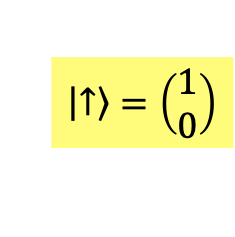 |↑⟩ = (1
0)